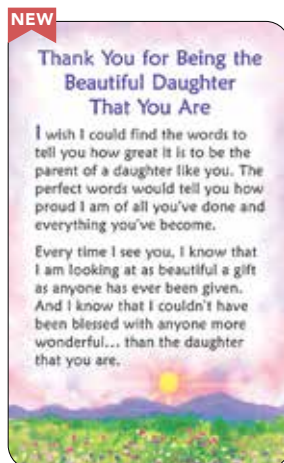 NEW
Thank You for Being the
Beautiful Daughter
That You Are
I wish I could find the words to
tell you how great it is to be the
parent of a daughter like you. The
perfect words would tell you how
proud I am of all you've done and
everything you've become.
Every time I see you, I know that
I am looking at as beautiful a gift
as anyone has ever been given.
And I know that I couldn't have
been blessed with anyone more
wonderful... than the daughter
that you are.